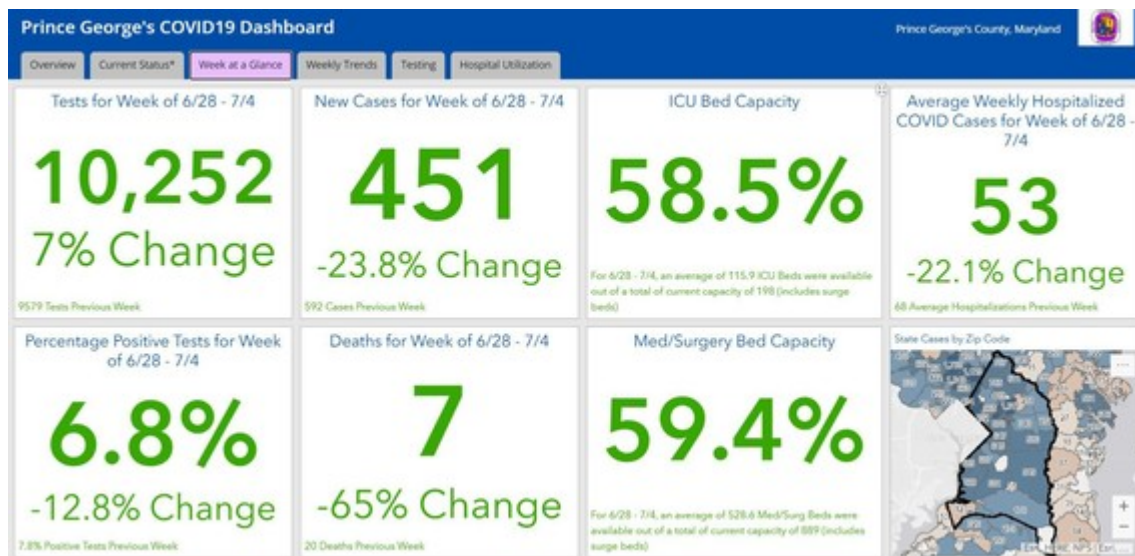 Prince George's COVID19 Dashboard
Prince George's County, Maryland
Overview
Current Status*
Week at a Glance
Weekly Trends
Testing
Hospital Utilization
Tests for Week of 6/28 - 7/4
10,252
7% Change
9579 Tests Previous Week
New Cases for Week of 6/28 - 7/4
451
-23.8% Change
592 Cases Previous Week
ICU Bed Capacity
58.5%
For 6/28 - 7/4, an average of 115.9 ICU Beds were available
out of a total of current capacity of 198 (includes surge
beds)
Average Weekly Hospitalized
COVID Cases for Week of 6/28 -
7/4
53
-22.1% Change
68 Average Hospitalizations Previous Week
Percentage Positive Tests for Week
of 6/28 - 7/4
6.8%
-12.8% Change
7.8% Positive Tests Previous Week
Deaths for Week of 6/28 - 7/4
7
-65% Change
20 Deaths Previous Week
Med/Surgery Bed Capacity
59.4%
For 6/28 - 7/4, an average of 528.6 Med/Surg Beds were
available out of a total of current capacity of 889 (includes
surge beds)
State Cases by Zip Code